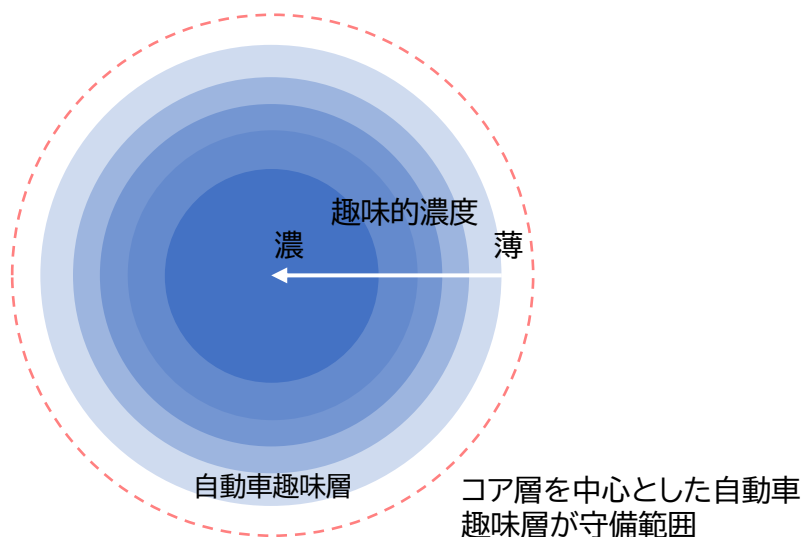 趣味的濃度
濃
薄
自動車趣味層
コア層を中心とした自動車
趣味層が守備範囲